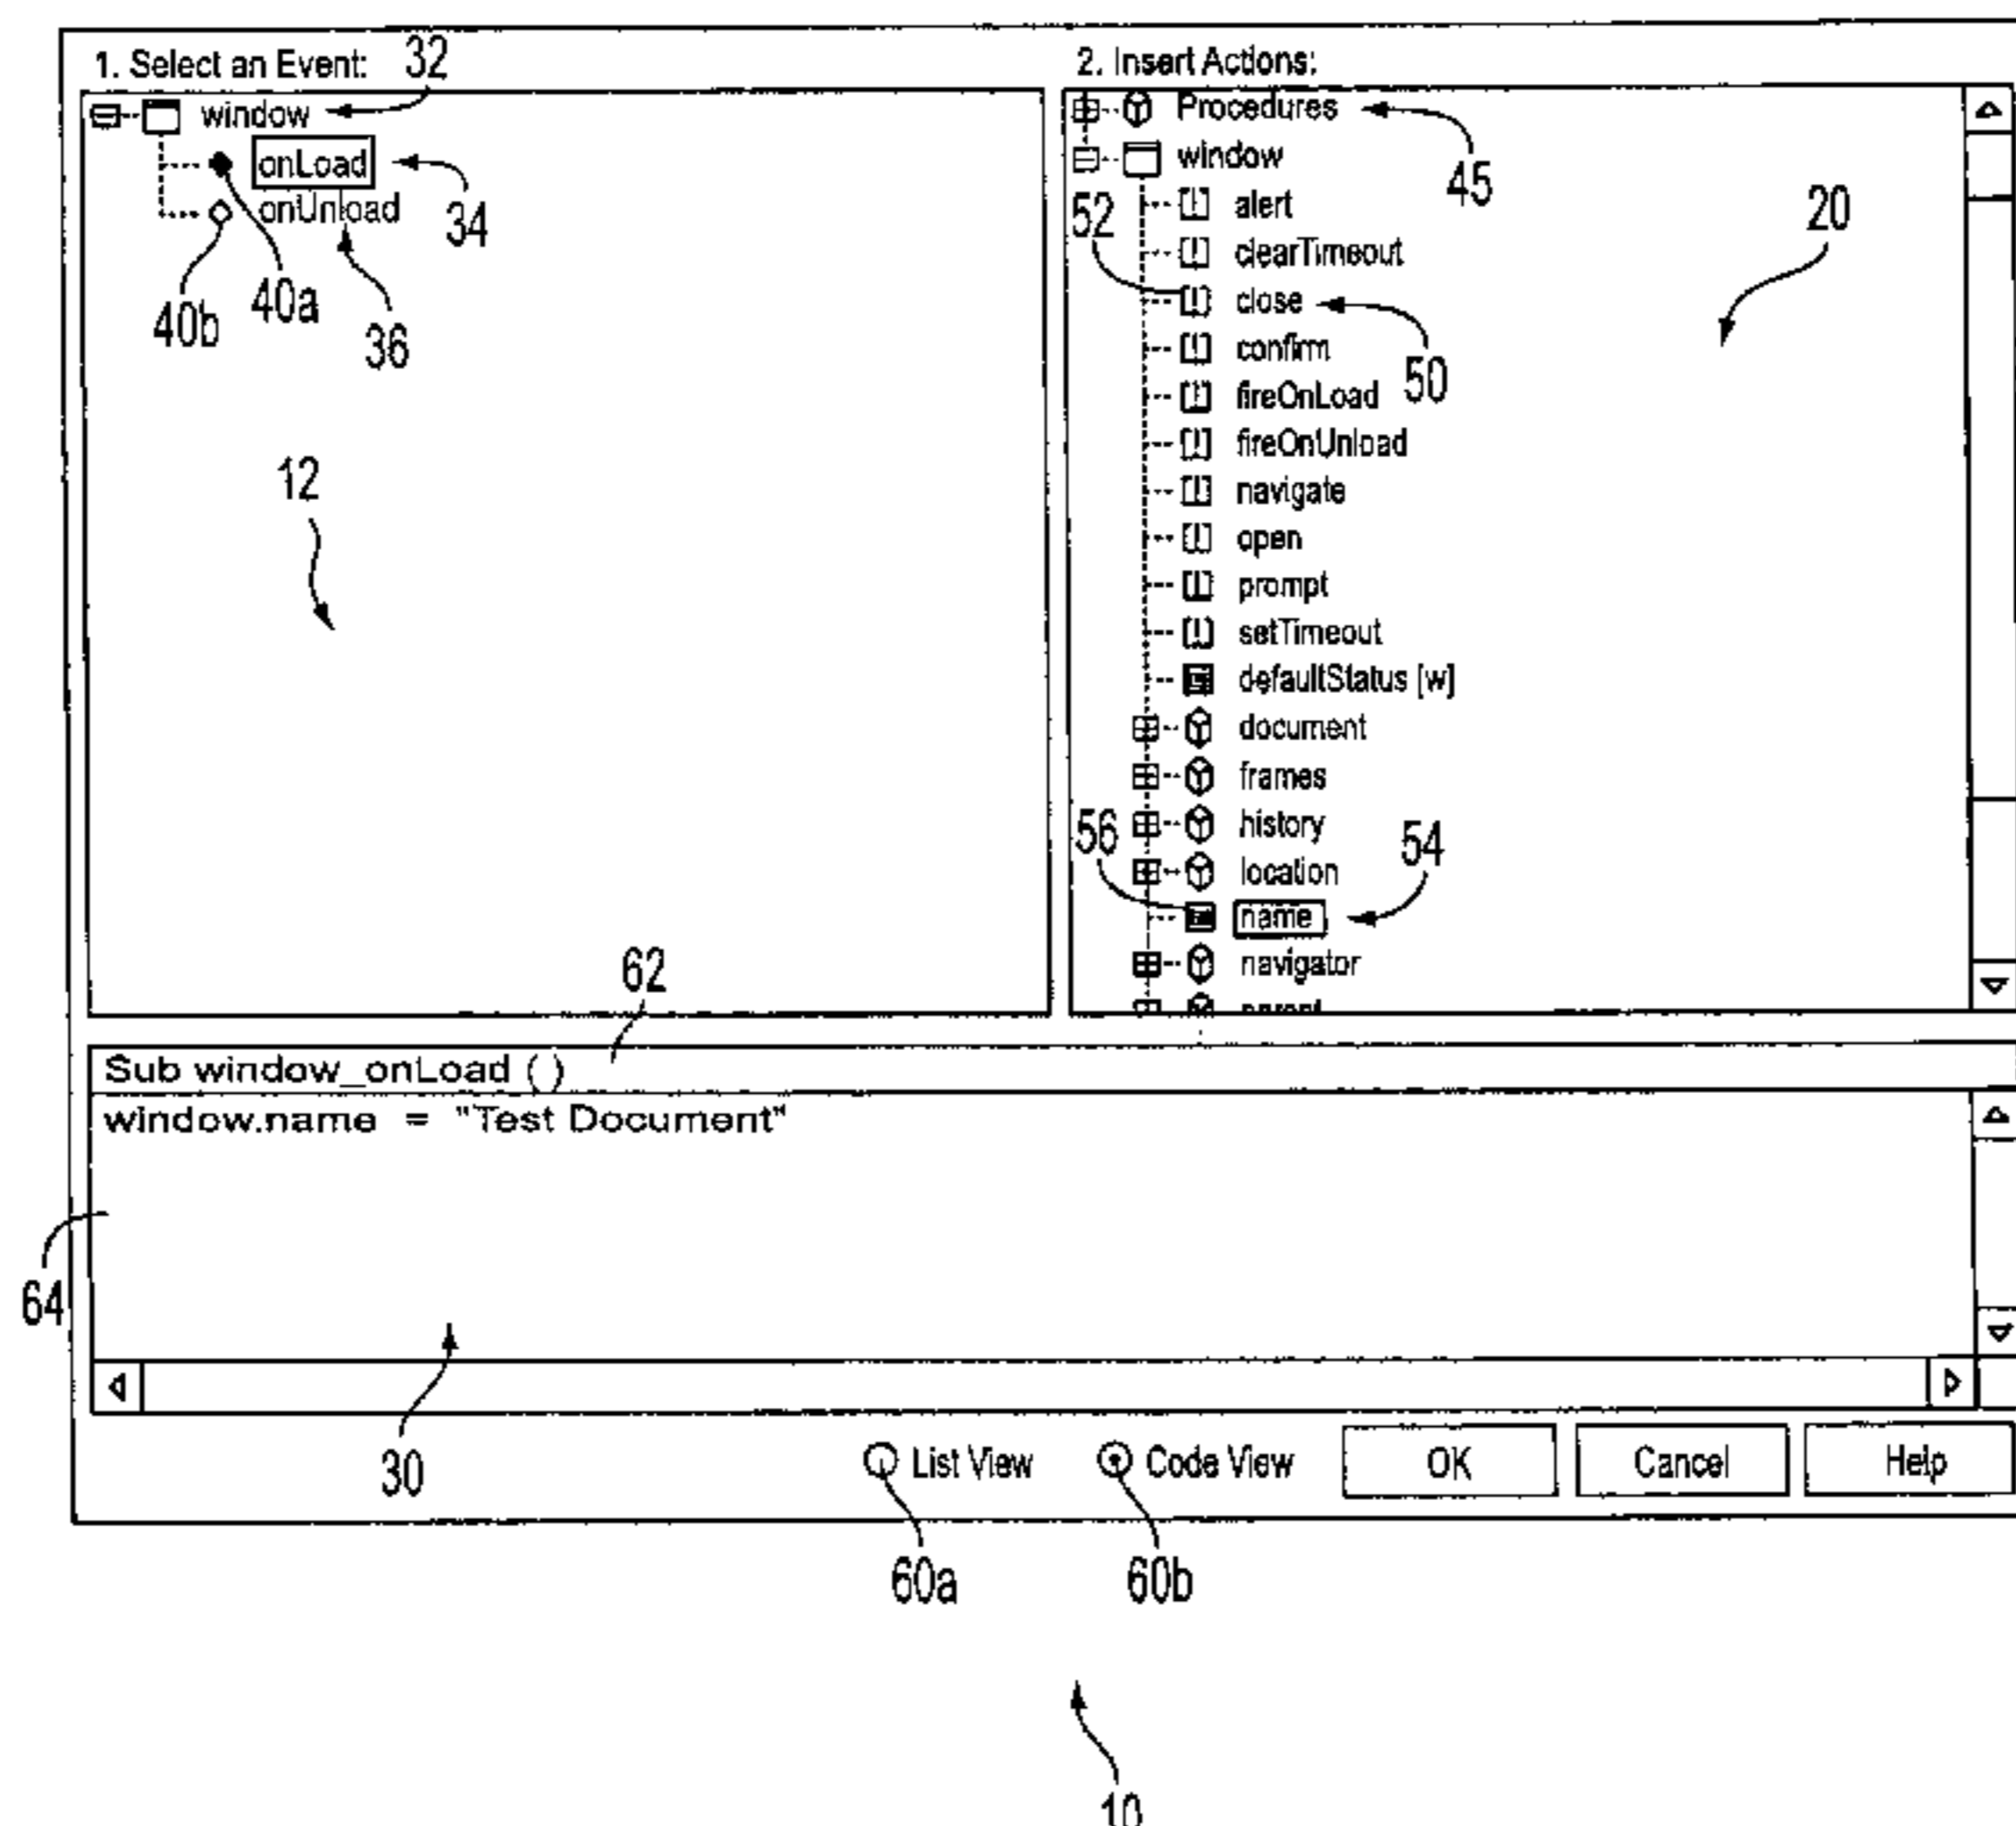 1. Select an Event: 32
window
onLoad
onUnload
34
40b
40a
36
12
2. Insert Actions:
Procedures
45
window
52
alert
20
clearTimeout
close
50
confirm
fireOnLoad
fireOnUnload
navigate
open
prompt
setTimeout
defaultStatus [w]
document
frames
56
history
54
location
name
navigator
parent
62
Sub window_onLoad ( )
window.name = "Test Document"
64
30
List View
Code View
OK
Cancel
Help
60a
60b
10